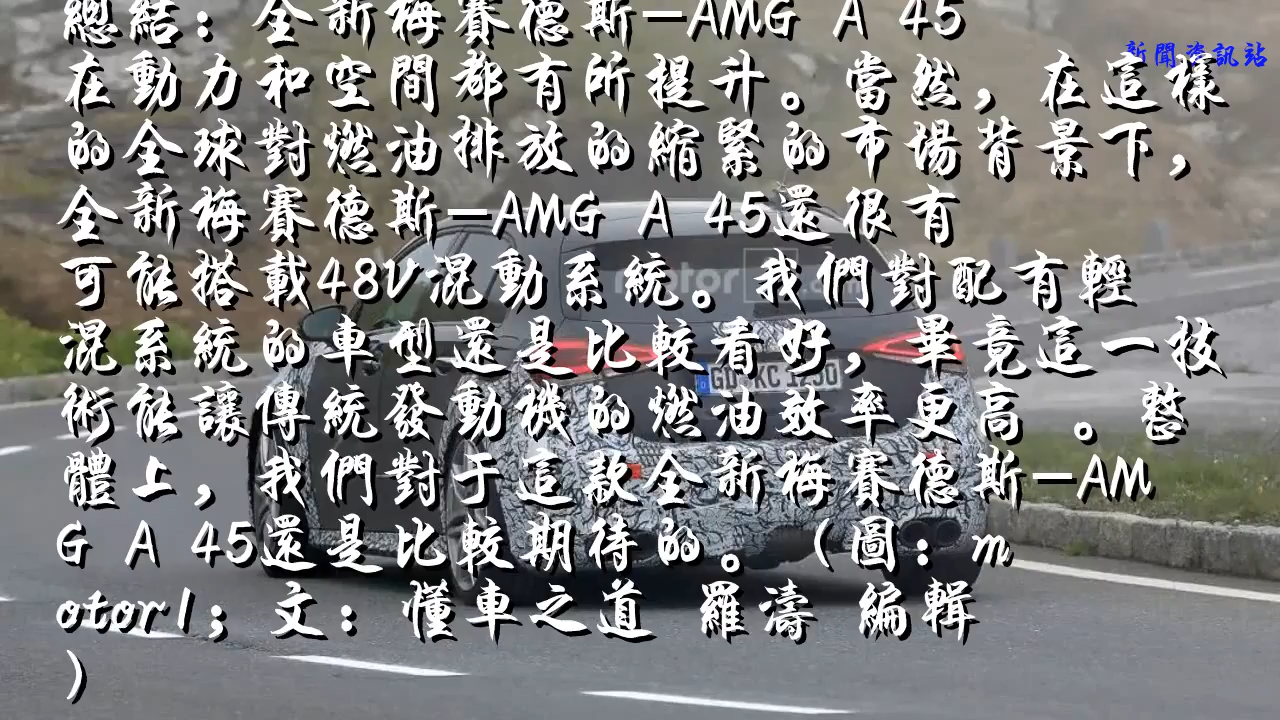 總結：全新梅賽德斯-AMG A 45
新聞資訊站
在動力和空間都有所提升。當然，在這樣
的全球對燃油排放的縮緊的市場背景下，
全新梅賽德斯-AMG A 45還很有
可能搭載48V混動系統。我們對配有輕
混系統的車型還是比較看好，畢竟這一技
術能讓傳統發動機的燃油效率更高 。整
體上，我們對于這款全新梅賽德斯-AM
G A 45還是比較期待的。（圖：m
otor1；文：懂車之道 羅濤 編輯
）
motor1.com